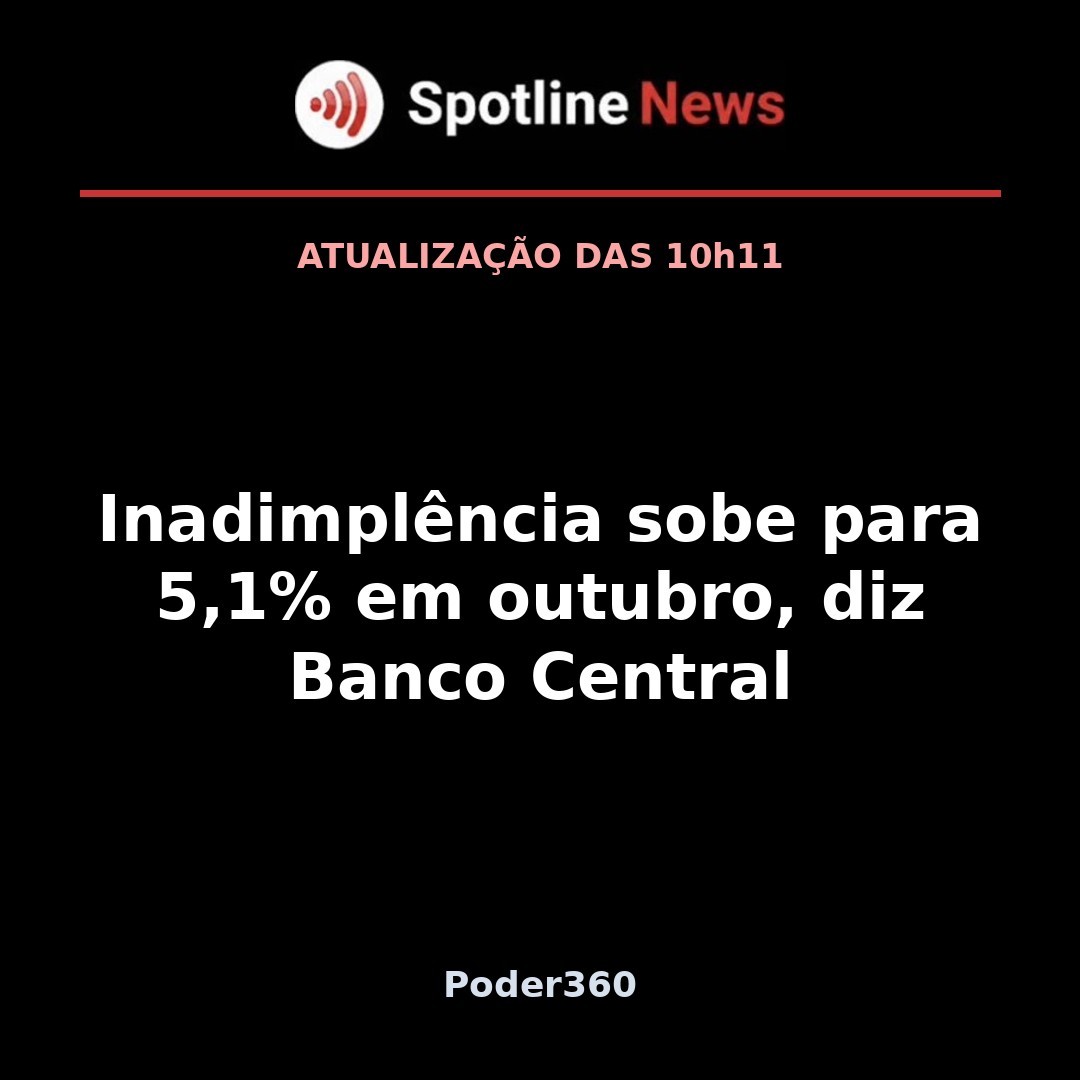 Spotline News
ATUALIZAÇÃO DAS 10h11
Inadimplência sobe para
5,1% em outubro, diz
Banco Central
Poder360